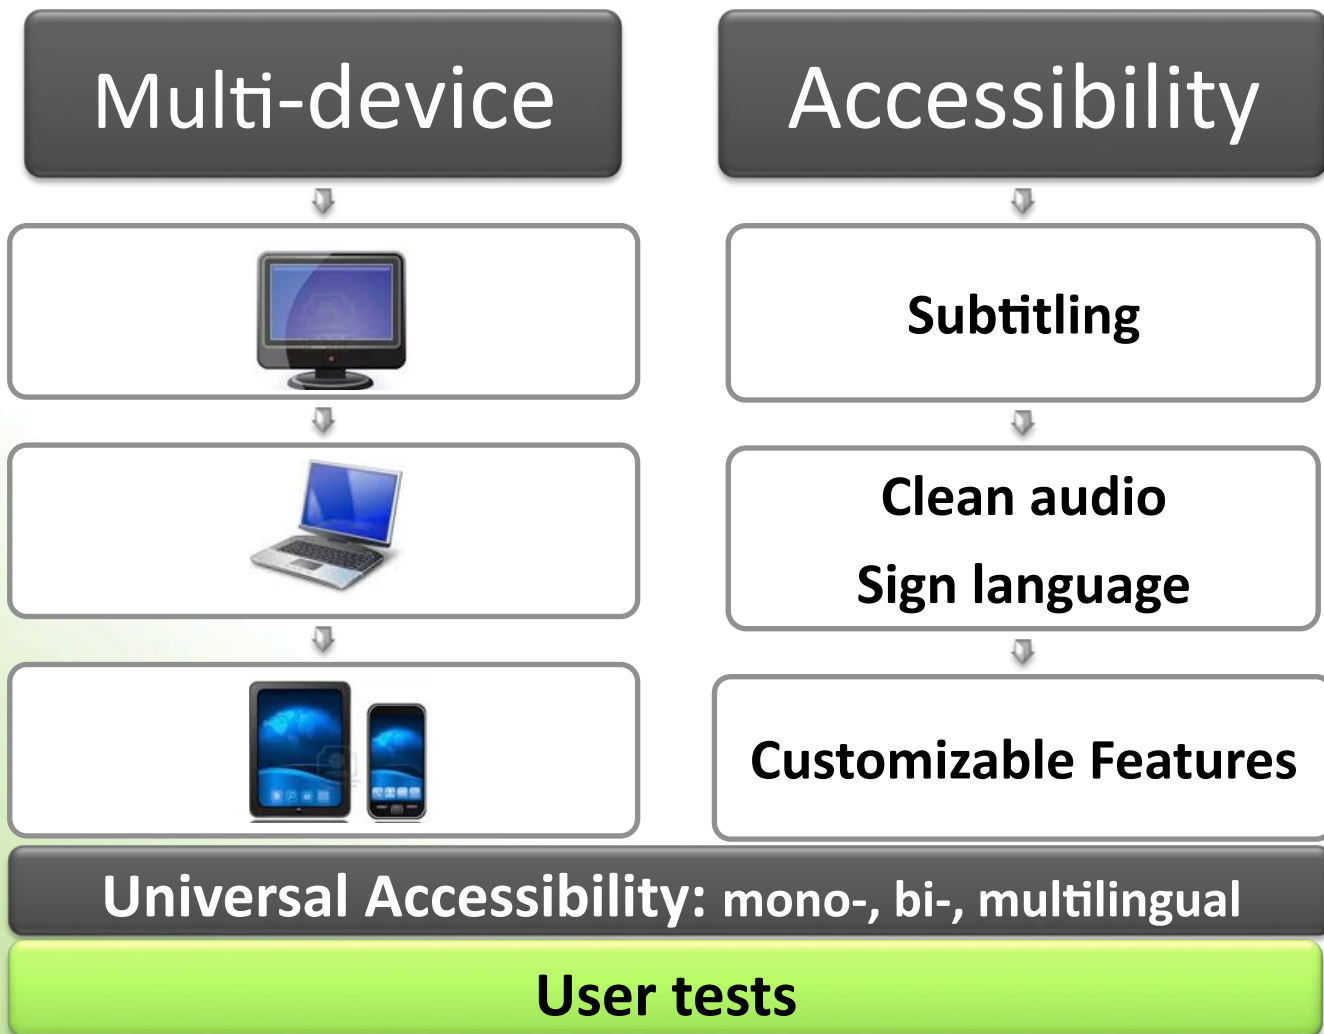 Multi-device
Accessibility
Subtitling
Clean audio
Sign language
Customizable Features
Universal Accessibility: mono-, bi-, multilingual
User tests